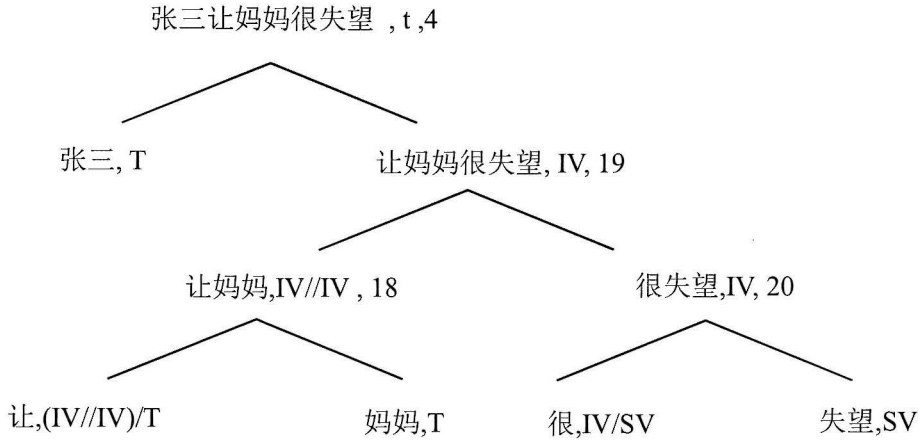 张三让妈妈很失望 , t ,4
张三, T
让妈妈很失望, IV, 19
让妈妈,IV//IV , 18
很失望,IV, 20
让,(IV//IV)/T
妈妈,T
很,IV/SV
失望,SV